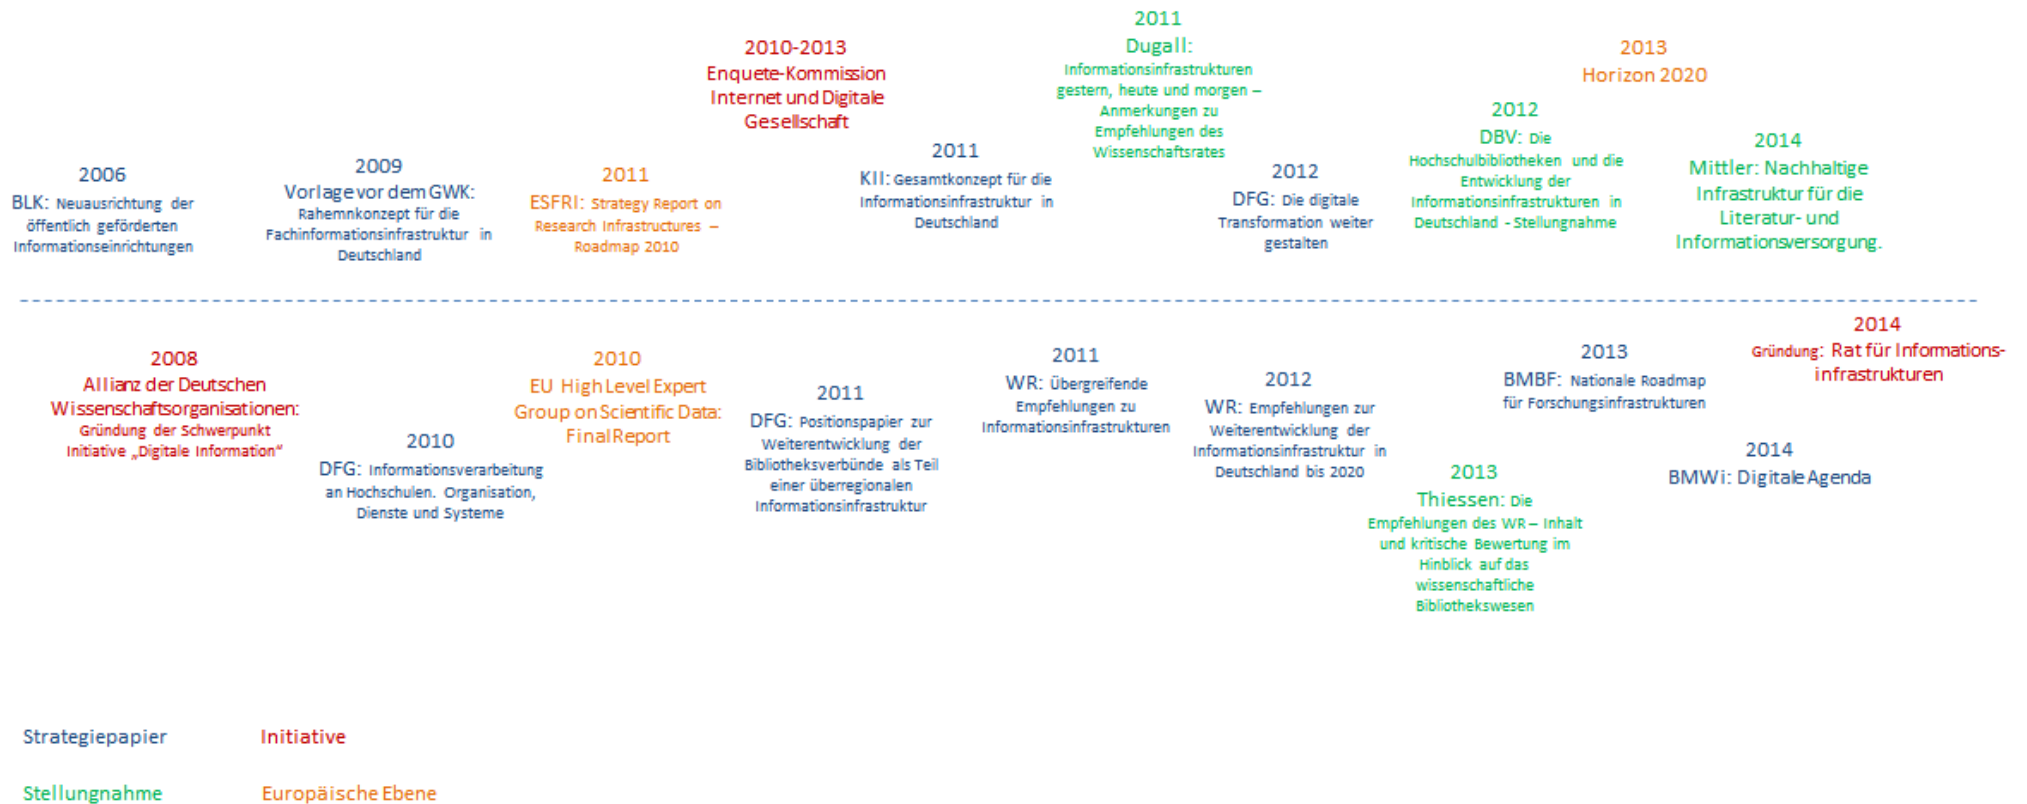 2006
BLK: Neuausrichtung der
öffentlich geförderten
Informationseinrichtungen
2009
Vorlage vor dem GWK:
Rahemnkonzept für die
Fachinformationsinfrastruktur in
Deutschland
2011
ESFRI: Strategy Report on
Research Infrastructures –
Roadmap 2010
2010-2013
Enquete-Kommission
Internet und Digitale
Gesellschaft
2011
KII: Gesamtkonzept für die
Informationsinfrastruktur in
Deutschland
2011
Dugall:
Informationsinfrastrukturen
gestern, heute und morgen –
Anmerkungen zu
Empfehlungen des
Wissenschaftsrates
2012
DFG: Die digitale
Transformation weiter
gestalten
2012
DBV: Die
Hochschulbibliotheken und die
Entwicklung der
Informationsinfrastrukturen in
Deutschland - Stellungnahme
2013
Horizon 2020
2014
Mittler: Nachhaltige
Infrastruktur für die
Literatur- und
Informationsversorgung.
2008
Allianz der Deutschen
Wissenschaftsorganisationen:
Gründung der Schwerpunkt
Initiative „Digitale Information“
2010
DFG: Informationsverarbeitung
an Hochschulen. Organisation,
Dienste und Systeme
2010
EU High Level Expert
Group on Scientific Data:
Final Report
2011
DFG: Positionspapier zur
Weiterentwicklung der
Bibliotheksverbünde als Teil
einer überregionalen
Informationsinfrastruktur
2011
WR: Übergreifende
Empfehlungen zu
Informationsinfrastrukturen
2012
WR: Empfehlungen zur
Weiterentwicklung der
Informationsinfrastruktur in
Deutschland bis 2020
2013
Thiessen: Die
Empfehlungen des WR – Inhalt
und kritische Bewertung im
Hinblick auf das
wissenschaftliche
Bibliothekswesen
2013
BMBF: Nationale Roadmap
für Forschungsinfrastrukturen
2014
BMWi: Digitale Agenda
2014
Gründung: Rat für Informations-
infrastrukturen
Strategiepapier
Initiative
Stellungnahme
Europäische Ebene